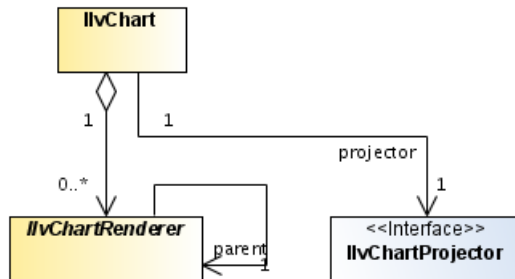 IlvChart
1
1
projector
0..*
1
IlvChartRenderer
parent
1
<<Interface>>
IlvChartProjector